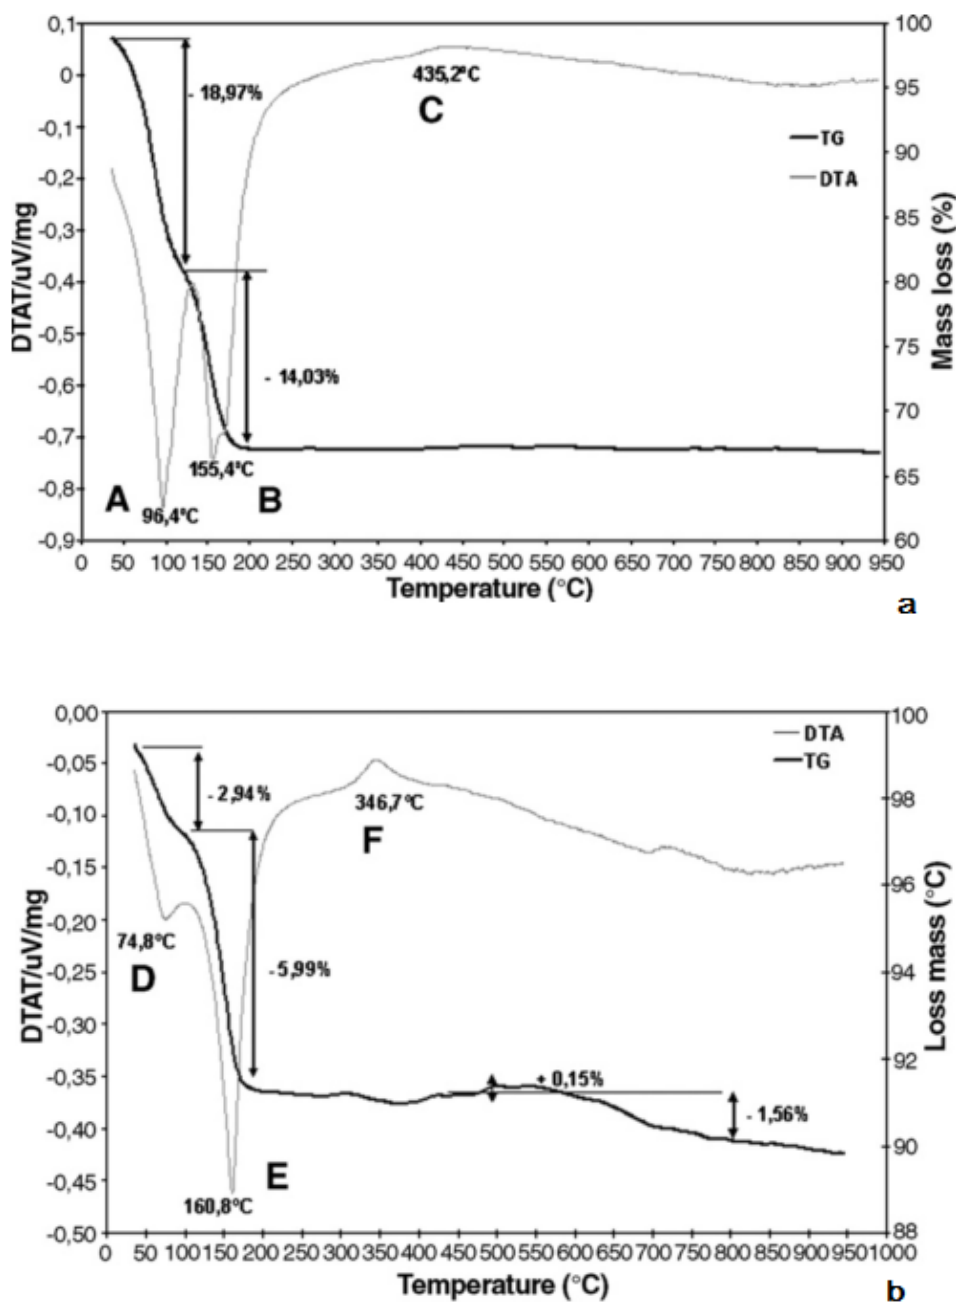 0,1
0
-0,1
-0,2
-0,3
-0,4
-0,5
-0,6
-0,7
-0,8
-0,9
DTAT/uV/mg
100
95
90
85
80
75
70
65
60
Mass loss (%)
- 18,97%
435,2ºC
C
TG
DTA
- 14,03%
155,4ºC
A
B
96,4ºC
0 50 100 150 200 250 300 350 400 450 500 550 600 650 700 750 800 850 900 950
Temperature (°C)
a
0,00
-0,05
-0,10
-0,15
-0,20
-0,25
-0,30
-0,35
-0,40
-0,45
-0,50
DTAT/uV/mg
100
98
96
94
92
90
88
Loss mass (°C)
DTA
TG
- 2,94%
346,7ºC
F
74,8ºC
D
- 5,99%
+ 0,15%
- 1,56%
E
160,8ºC
0 50 100 150 200 250 300 350 400 450 500 550 600 650 700 750 800 850 900 950 1000
Temperature (°C)
b